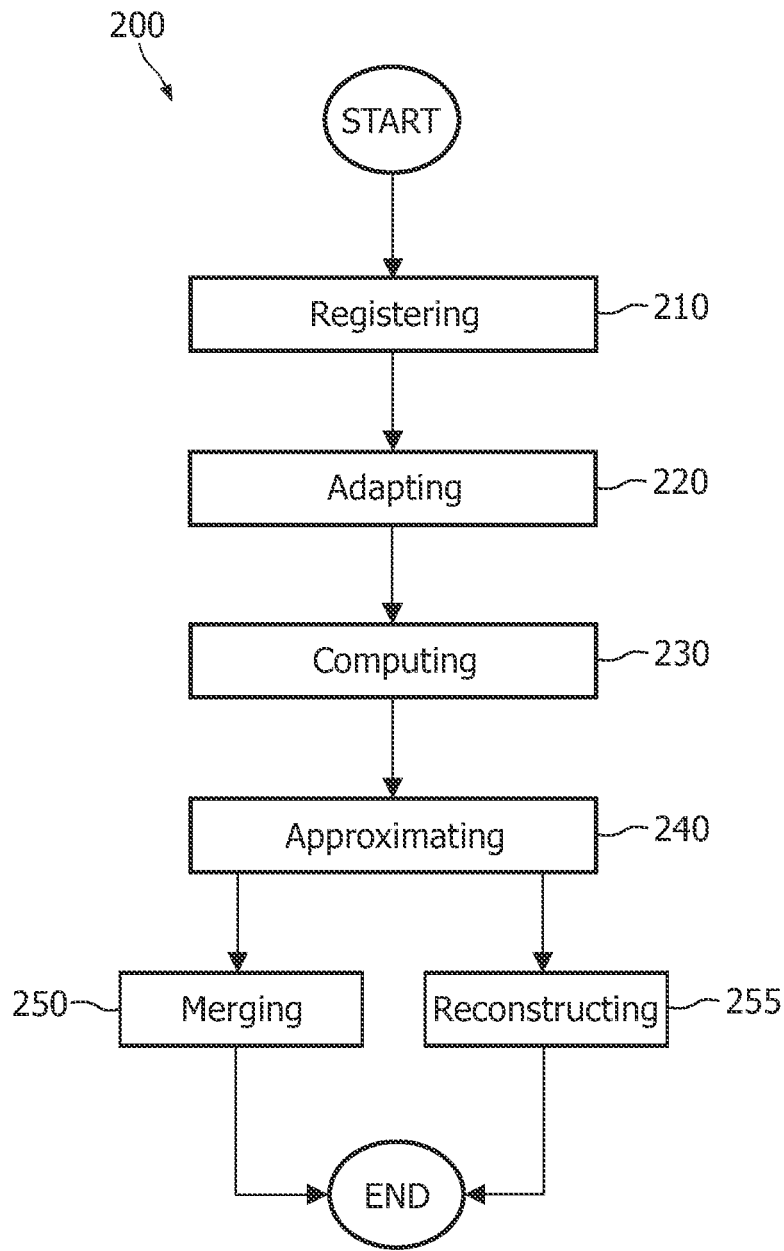 200
START
Registering
210
Adapting
220
Computing
230
Approximating
240
250
Merging
Reconstructing
255
END